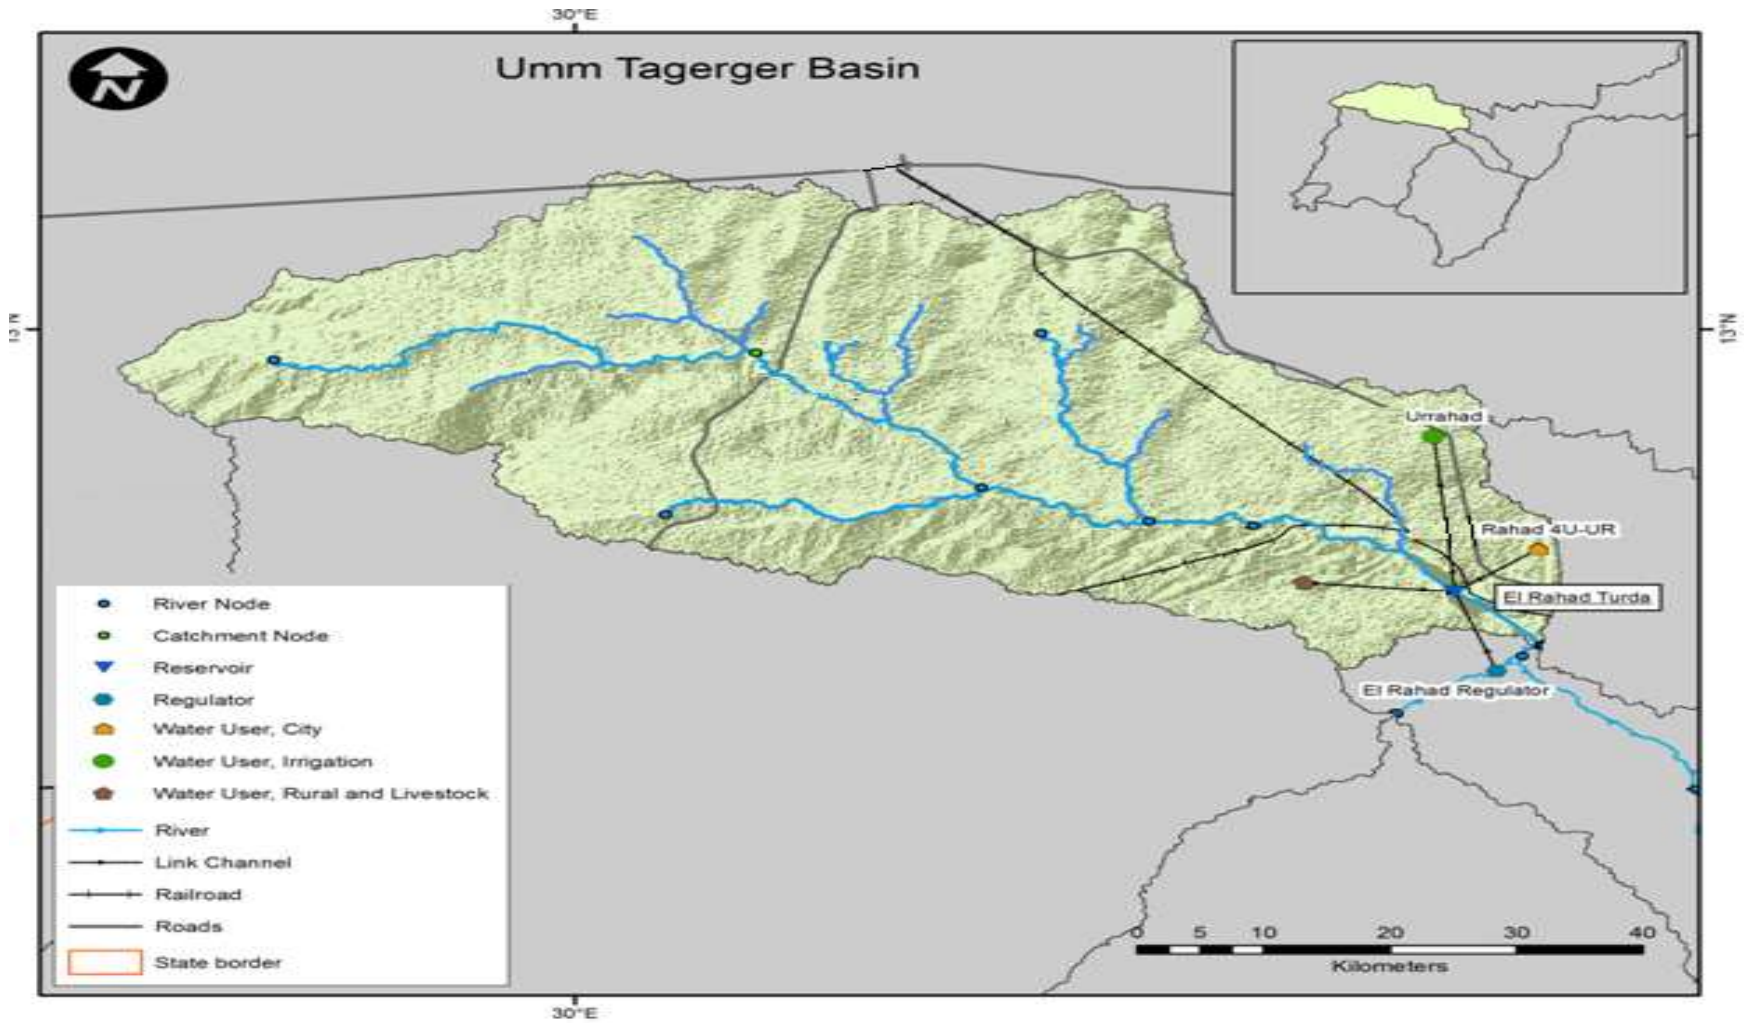 30°E
Umm Tagerger Basin
N
13°N
Urrahad
Rahad 4U-UR
El Rahad Turda
El Rahad Regulator
River Node
Catchment Node
Reservoir
Regulator
Water User, City
Water User, Irrigation
Water User, Rural and Livestock
River
Link Channel
Railroad
Roads
State border
0 5 10 20 30 40
Kilometers
30°E